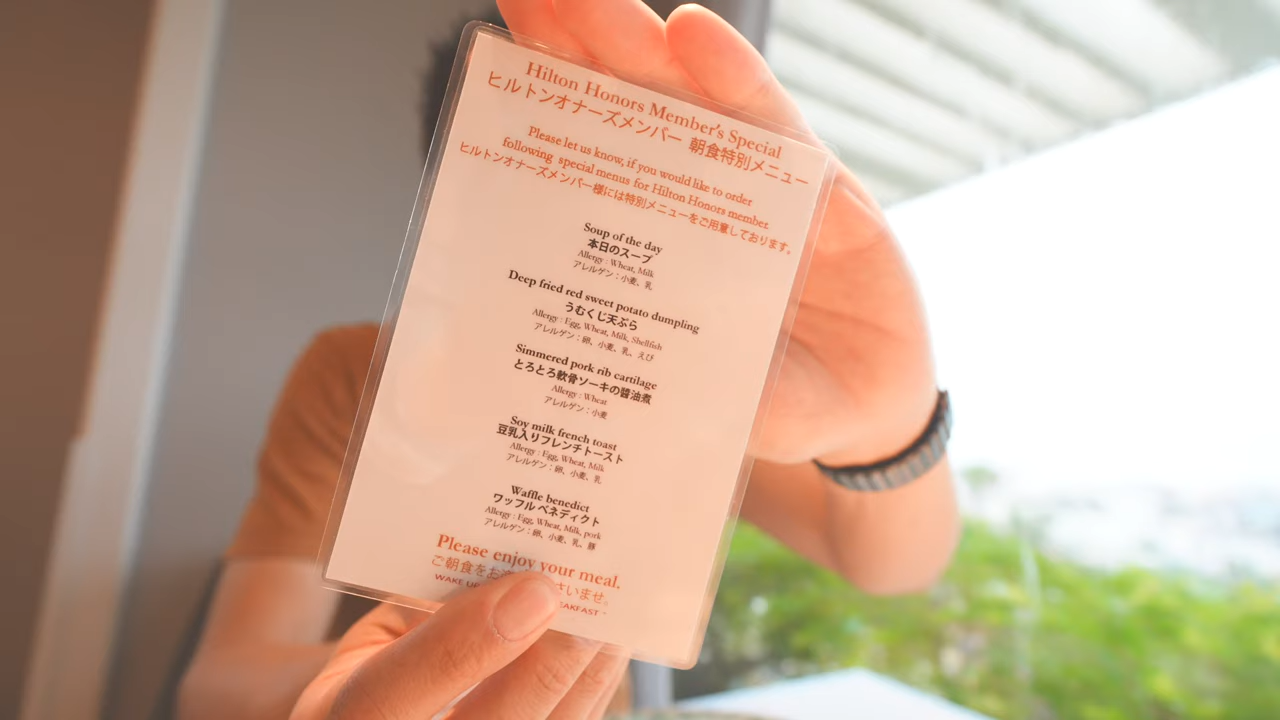 Hilton Honors Member's Special
ヒルトンオナーズメンバー 朝食特別メニュー
Please let us know, if you would like to order
following special menus for Hilton Honors member.
ヒルトンオナーズメンバー様には特別メニューをご用意しております。
Soup of the day
本日のスープ
Allergy : Wheat, Milk
アレルゲン：小麦、乳
Deep fried red sweet potato dumpling
うむくじ天ぷら
Allergy : Egg, Wheat, Milk, Shellfish
アレルゲン：卵、小麦、乳、えび
Simmered pork rib cartilage
とろとろ軟骨ソーキの醤油煮
Allergy : Wheat
アレルゲン：小麦
Soy milk french toast
豆乳入りフレンチトースト
Allergy : Egg, Wheat, Milk
アレルゲン：卵、小麦、乳
Waffle benedict
ワッフル ベネディクト
Allergy : Egg, Wheat, Milk, pork
アレルゲン：卵、小麦、乳、豚
Please enjoy your meal.
ご朝食をお さいませ。
WAKE